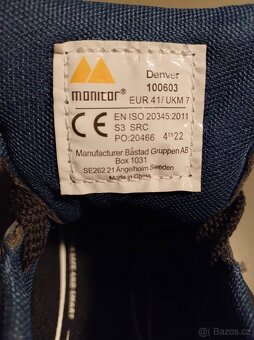 monitor®
Denver
100603
EUR 41/UKM 7
CE
EN ISO 20345:2011
S3 SRC
PO:20466 4th22
Manufacturer Båstad Gruppen AB
Box 1031
SE262 21 Ängelholm Sweden
Made in China
bazos.cz